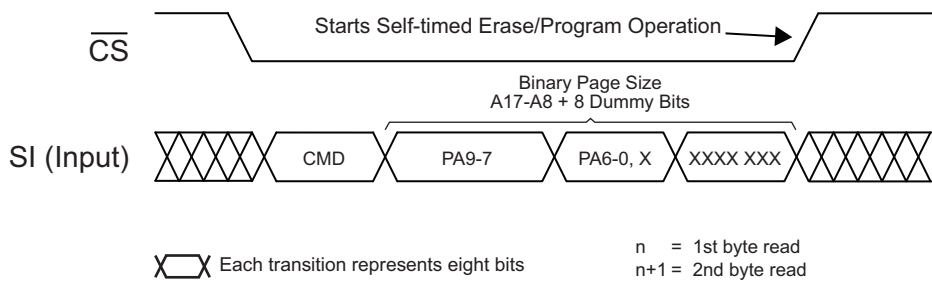 Starts Self-timed Erase/Program Operation
CS
Binary Page Size
A17-A8 + 8 Dummy Bits
SI (Input)
CMD
PA9-7
PA6-0, X
XXXX XXX
Each transition represents eight bits
n = 1st byte read
n+1 = 2nd byte read